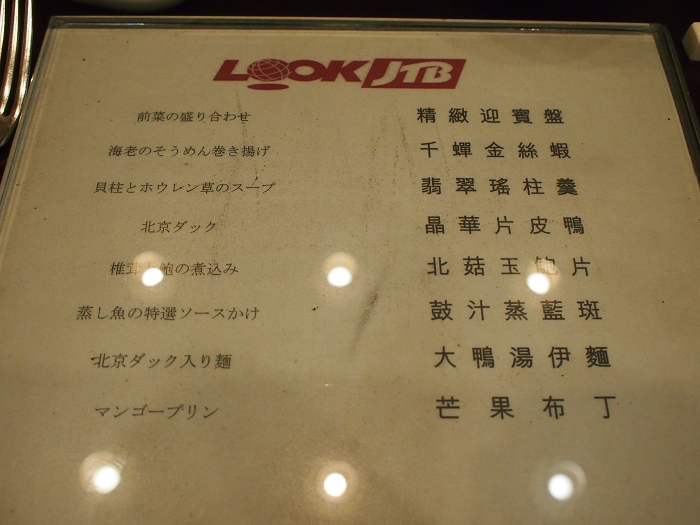 LOOK JTB
前菜の盛り合わせ 精緻迎賓盤
海老のそうめん巻き揚げ 千蟬金絲蝦
貝柱とホウレン草のスープ 翡翠瑤柱羹
北京ダック 晶華片皮鴨
椎茸と鮑の煮込み 北菇玉鮑片
蒸し魚の特選ソースかけ 鼓汁蒸藍斑
北京ダック入り麺 大鴨湯伊麵
マンゴープリン 芒果布丁